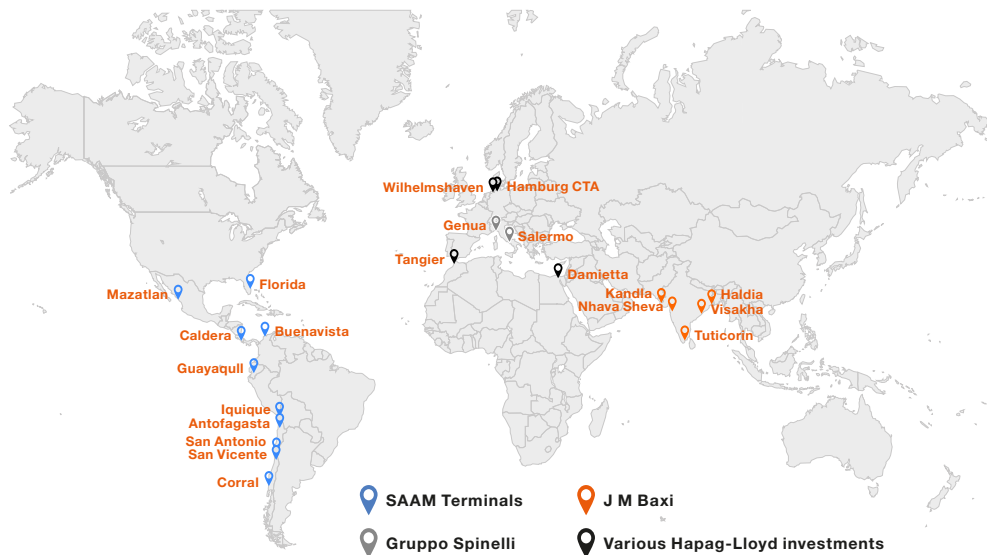 Wilhelmshaven
Hamburg CTA
Genua
Salermo
Tangier
Damietta
Mazatlan
Florida
Kandla
Haldia
Nhava Sheva
Visakha
Caldera
Buenavista
Tuticorin
Guayaqull
Iquique
Antofagasta
San Antonio
San Vicente
Corral
SAAM Terminals
J M Baxi
Gruppo Spinelli
Various Hapag-Lloyd investments